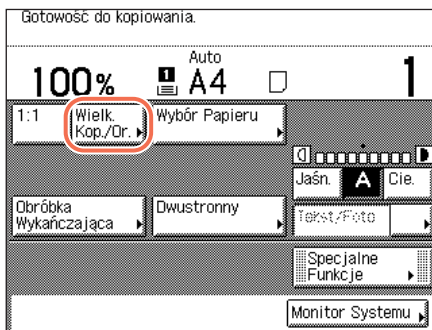 Gotowość do kopiowania.
100% 1 Auto A4 1
1:1 Wielk. Kop./Or. Wybór Papieru
Jaśn. A Cie.
Obróbka Wykańczająca Dwustronny Tekst/Foto
Specjalne Funkcje
Monitor Systemu